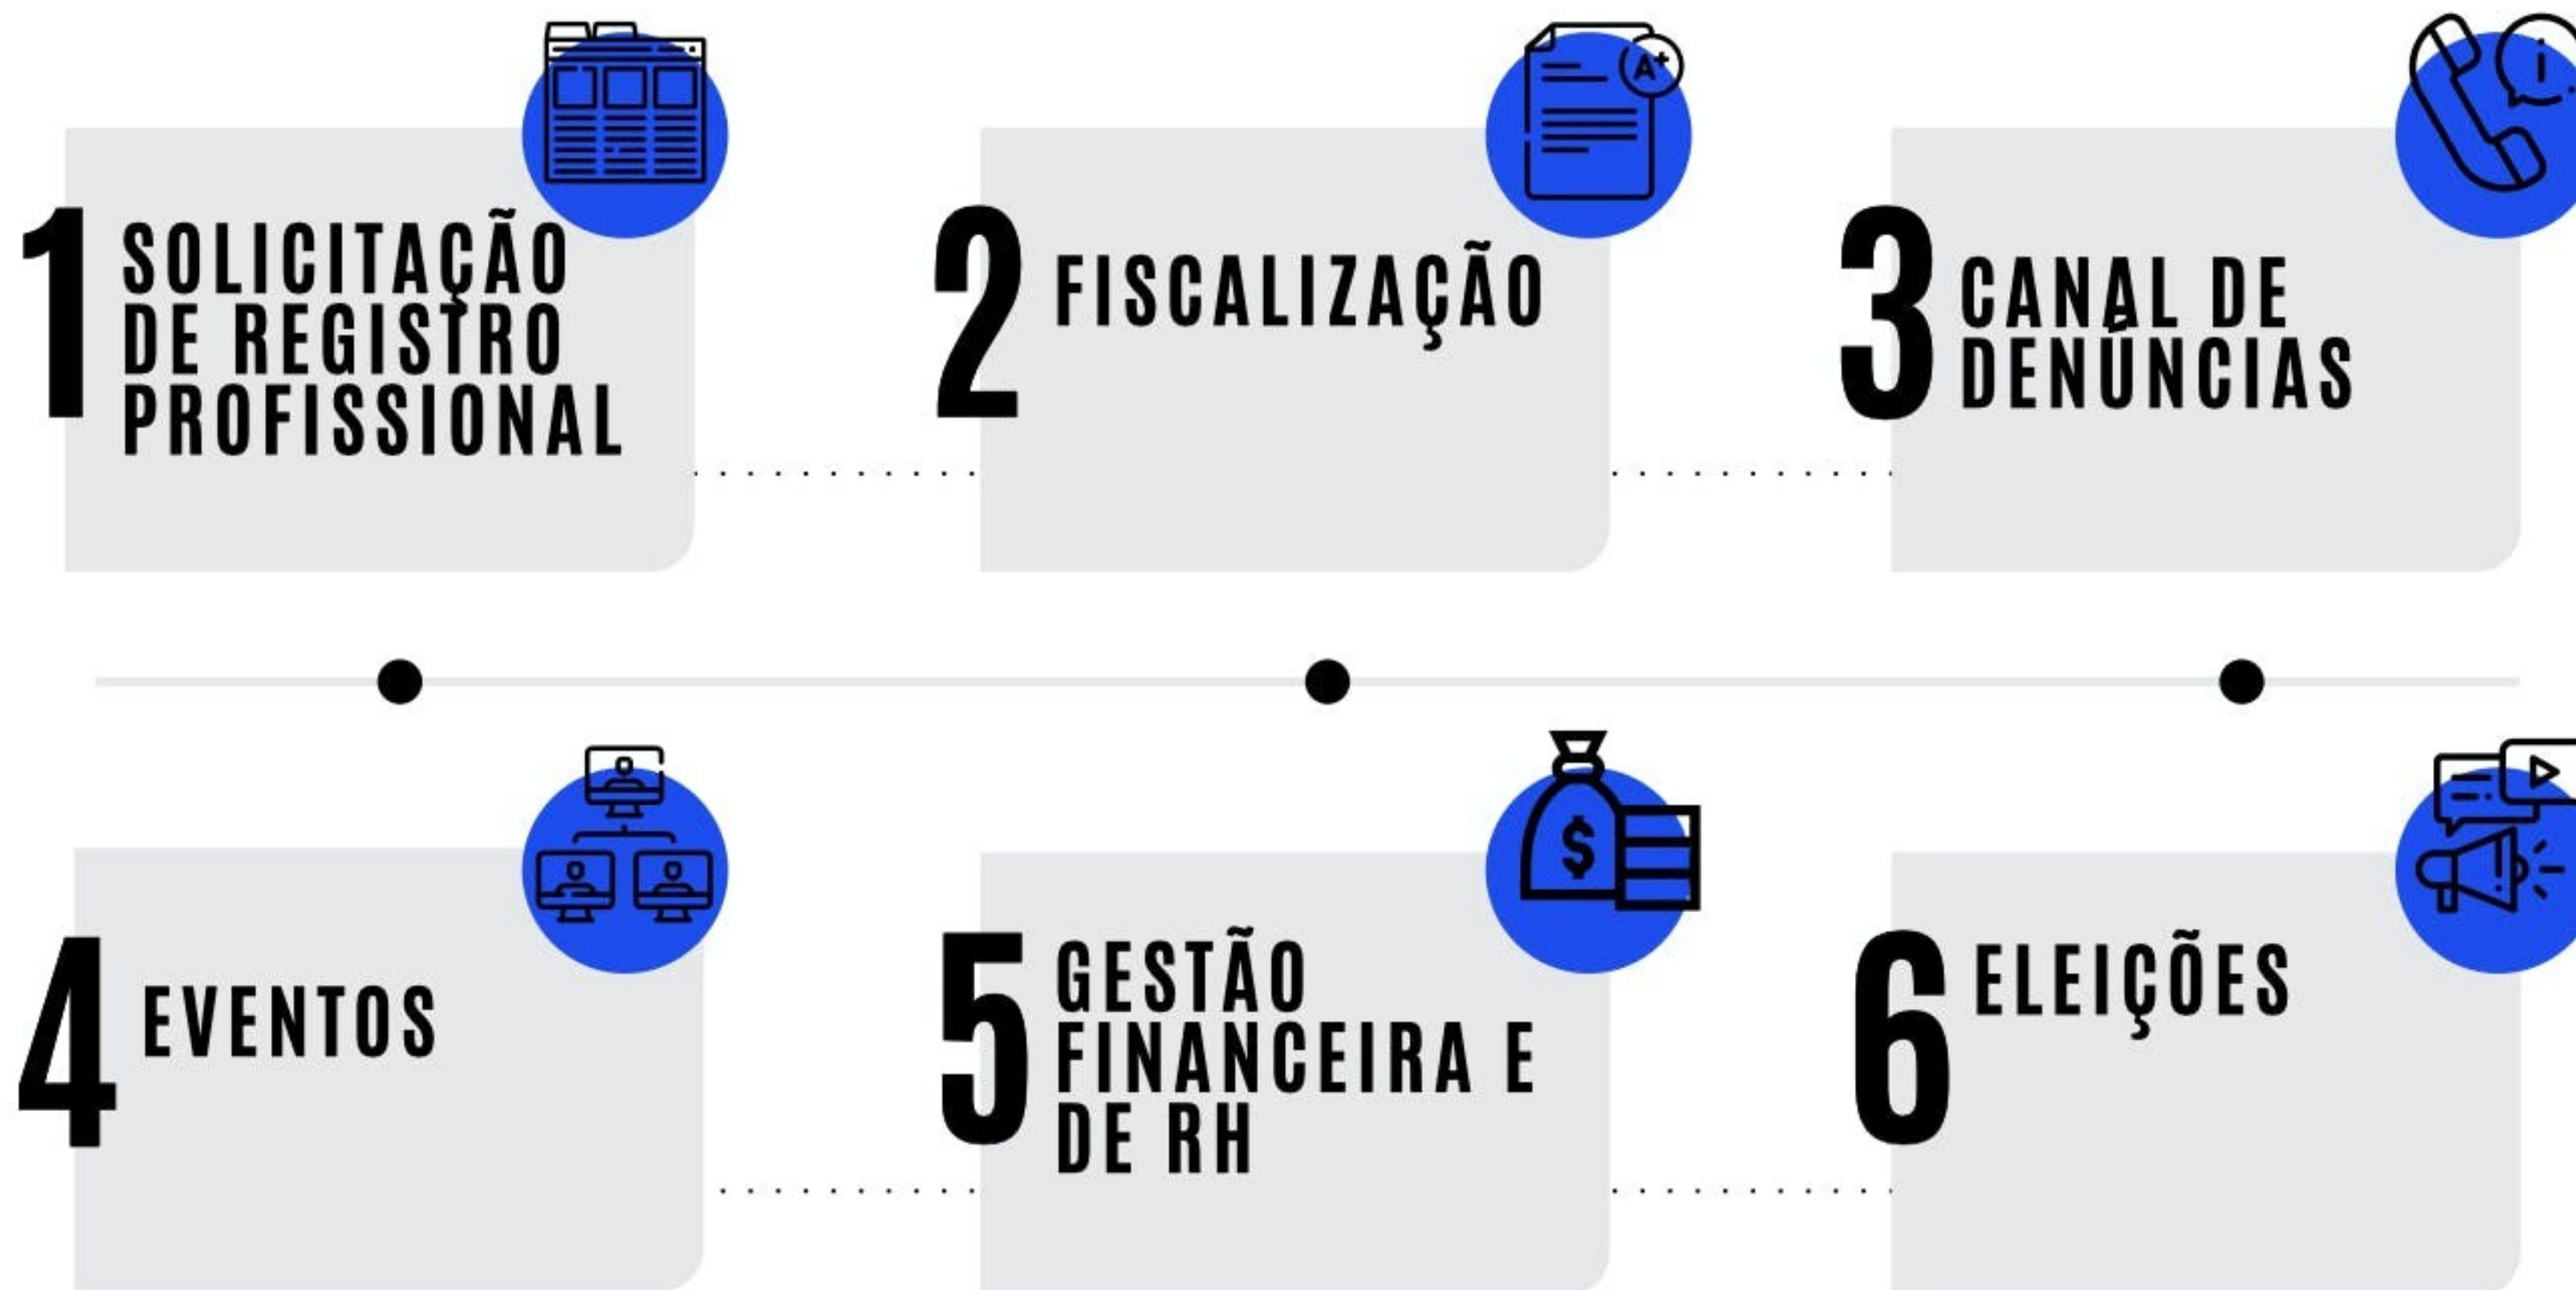 A+
i
1
SOLICITAÇÃO
DE REGISTRO
PROFISSIONAL
2
FISCALIZAÇÃO
3
CANAL DE
DENÚNCIAS
$
4
EVENTOS
5
GESTÃO
FINANCEIRA E
DE RH
6
ELEIÇÕES